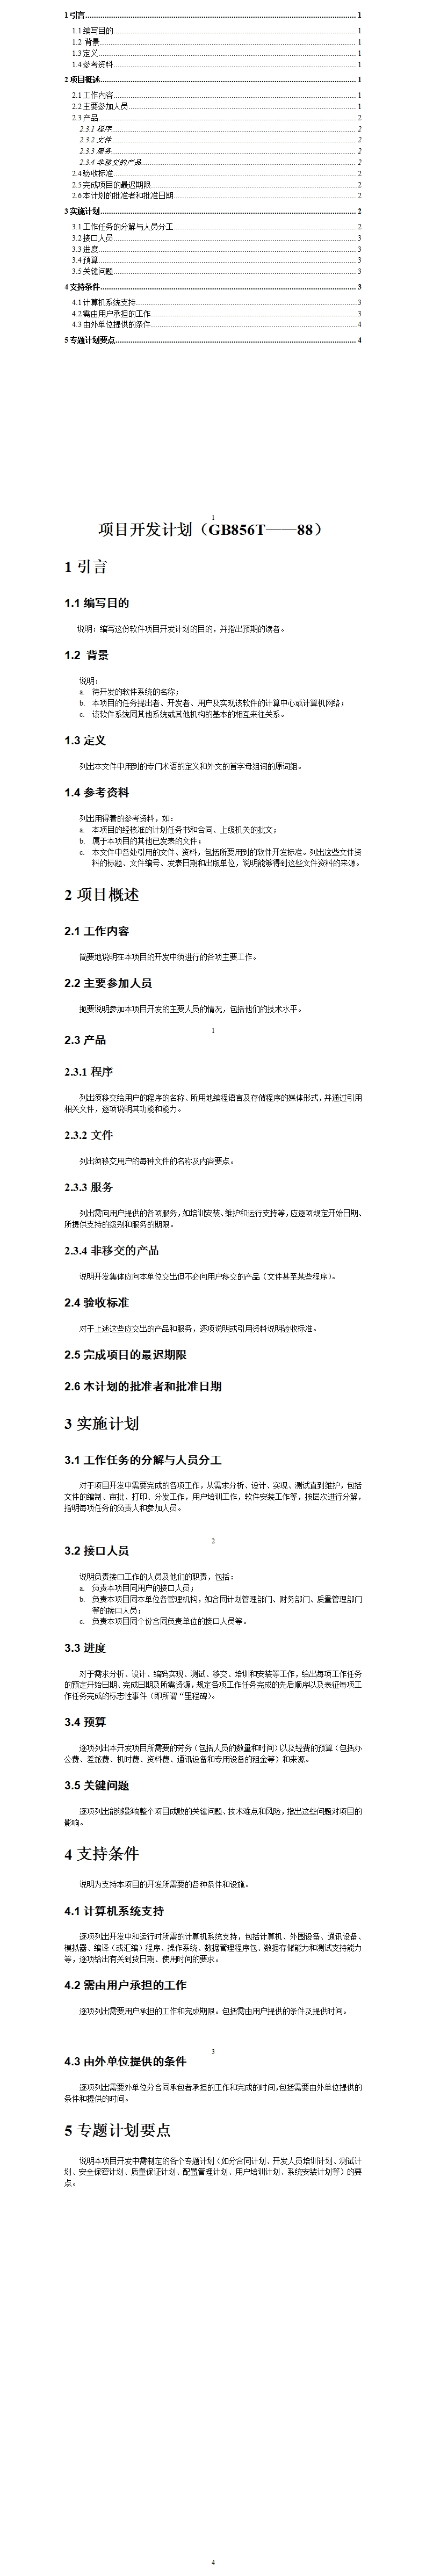 1 引言 1
1.1 编写目的 1
1.2 背景 1
1.3 定义 1
1.4 参考资料 1
2 项目概述 1
2.1 工作内容 1
2.2 主要参加人员 1
2.3 产品 2
2.3.1 程序 2
2.3.2 文件 2
2.3.3 服务 2
2.3.4 非移交的产品 2
2.4 验收标准 2
2.5 完成项目的最迟期限 2
2.6 本计划的批准者和批准日期 2
3 实施计划 2
3.1 工作任务的分解与人员分工 2
3.2 接口人员 3
3.3 进度 3
3.4 预算 3
3.5 关键问题 3
4 支持条件 3
4.1 计算机系统支持 3
4.2 需由用户承担的工作 3
4.3 由外单位提供的条件 4
5 专题计划要点 4
1
项目开发计划（GB856T——88）
1 引言
1.1 编写目的
说明：编写这份软件项目开发计划的目的，并指出预期的读者。
1.2 背景
说明：
a. 待开发的软件系统的名称；
b. 本项目的任务提出者、开发者、用户及实现该软件的计算中心或计算机网络；
c. 该软件系统同其他系统或其他机构的基本的相互来往关系。
1.3 定义
列出本文件中用到的专门术语的定义和外文的首字母组词的原词组。
1.4 参考资料
列出用得着的参考资料，如：
a. 本项目的经核准的计划任务书和合同、上级机关的批文；
b. 属于本项目的其他已发表的文件；
c. 本文件中各处引用的文件、资料，包括所要用到的软件开发标准。列出这些文件资
料的标题、文件编号、发表日期和出版单位，说明能够得到这些文件资料的来源。
2 项目概述
2.1 工作内容
简要地说明在本项目的开发中须进行的各项主要工作。
2.2 主要参加人员
扼要说明参加本项目开发的主要人员的情况，包括他们的技术水平。
1
2.3 产品
2.3.1 程序
列出须移交给用户的程序的名称、所用地编程语言及存储程序的媒体形式，并通过引用
相关文件，逐项说明其功能和能力。
2.3.2 文件
列出须移交用户的每种文件的名称及内容要点。
2.3.3 服务
列出需向用户提供的各项服务，如培训安装、维护和运行支持等，应逐项规定开始日期、
所提供支持的级别和服务的期限。
2.3.4 非移交的产品
说明开发集体应向本单位交出但不必向用户移交的产品（文件甚至某些程序）。
2.4 验收标准
对于上述这些应交出的产品和服务，逐项说明或引用资料说明验收标准。
2.5 完成项目的最迟期限
2.6 本计划的批准者和批准日期
3 实施计划
3.1 工作任务的分解与人员分工
对于项目开发中需要完成的各项工作，从需求分析、设计、实现、测试直到维护，包括
文件的编制、审批、打印、分发工作，用户培训工作，软件安装工作等，按层次进行分解，
指明每项任务的负责人和参加人员。
2
3.2 接口人员
说明负责接口工作的人员及他们的职责，包括：
a. 负责本项目同用户的接口人员；
b. 负责本项目同本单位各管理机构，如合同计划管理部门、财务部门、质量管理部门
等的接口人员；
c. 负责本项目同个份合同负责单位的接口人员等。
3.3 进度
对于需求分析、设计、编码实现、测试、移交、培训和安装等工作，给出每项工作任务
的预定开始日期、完成日期及所需资源，规定各项工作任务完成的先后顺序以及表征每项工
作任务完成的标志性事件（即所谓“里程碑）。
3.4 预算
逐项列出本开发项目所需要的劳务（包括人员的数量和时间）以及经费的预算（包括办
公费、差旅费、机时费、资料费、通讯设备和专用设备的租金等）和来源。
3.5 关键问题
逐项列出能够影响整个项目成败的关键问题、技术难点和风险，指出这些问题对项目的
影响。
4 支持条件
说明为支持本项目的开发所需要的各种条件和设施。
4.1 计算机系统支持
逐项列出开发中和运行时所需的计算机系统支持，包括计算机、外围设备、通讯设备、
模拟器、编译（或汇编）程序、操作系统、数据管理程序包、数据存储能力和测试支持能力
等，逐项给出有关到货日期、使用时间的要求。
4.2 需由用户承担的工作
逐项列出需要用户承担的工作和完成期限。包括需由用户提供的条件及提供时间。
3
4.3 由外单位提供的条件
逐项列出需要外单位分合同承包者承担的工作和完成的时间，包括需要由外单位提供的
条件和提供的时间。
5 专题计划要点
说明本项目开发中需制定的各个专题计划（如分合同计划、开发人员培训计划、测试计
划、安全保密计划、质量保证计划、配置管理计划、用户培训计划、系统安装计划等）的要
点。
4